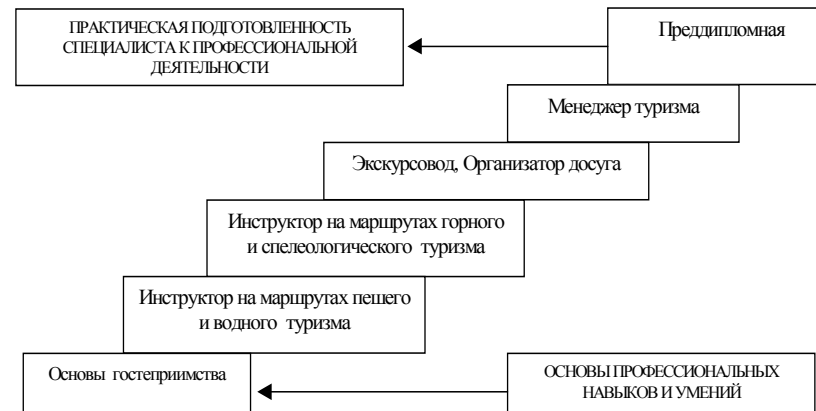 ПРАКТИЧЕСКАЯ ПОДГОТОВЛЕННОСТЬ
СПЕЦИАЛИСТА К ПРОФЕССИОНАЛЬНОЙ
ДЕЯТЕЛЬНОСТИ
Преддипломная
Менеджер туризма
Экскурсовод, Организатор досуга
Инструктор на маршрутах горного
и спелеологического туризма
Инструктор на маршрутах пешего
и водного туризма
Основы гостеприимства
ОСНОВЫ ПРОФЕССИОНАЛЬНЫХ
НАВЫКОВ И УМЕНИЙ